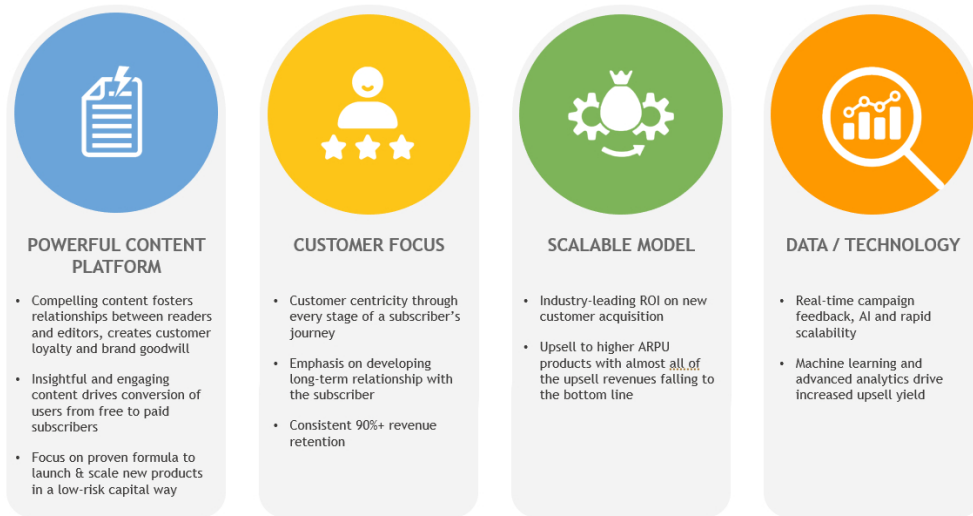 POWERFUL CONTENT
PLATFORM
• Compelling content fosters
relationships between readers
and editors, creates customer
loyalty and brand goodwill
• Insightful and engaging
content drives conversion of
users from free to paid
subscribers
• Focus on proven formula to
launch & scale new products
in a low-risk capital way
CUSTOMER FOCUS
• Customer centricity through
every stage of a subscriber’s
journey
• Emphasis on developing
long-term relationship with
the subscriber
• Consistent 90%+ revenue
retention
SCALABLE MODEL
• Industry-leading ROI on new
customer acquisition
• Upsell to higher ARPU
products with almost all of
the upsell revenues falling to
the bottom line
DATA / TECHNOLOGY
• Real-time campaign
feedback, AI and rapid
scalability
• Machine learning and
advanced analytics drive
increased upsell yield